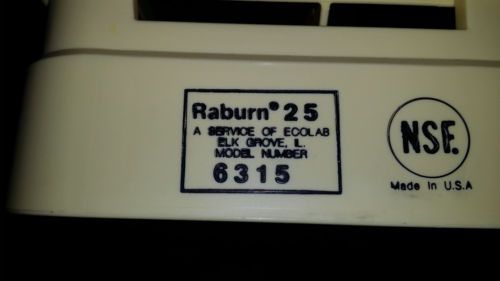 Raburn® 25
A SERVICE OF ECOLAB
ELK GROVE, IL.
MODEL NUMBER
6315
NSF.
Made In U.S.A